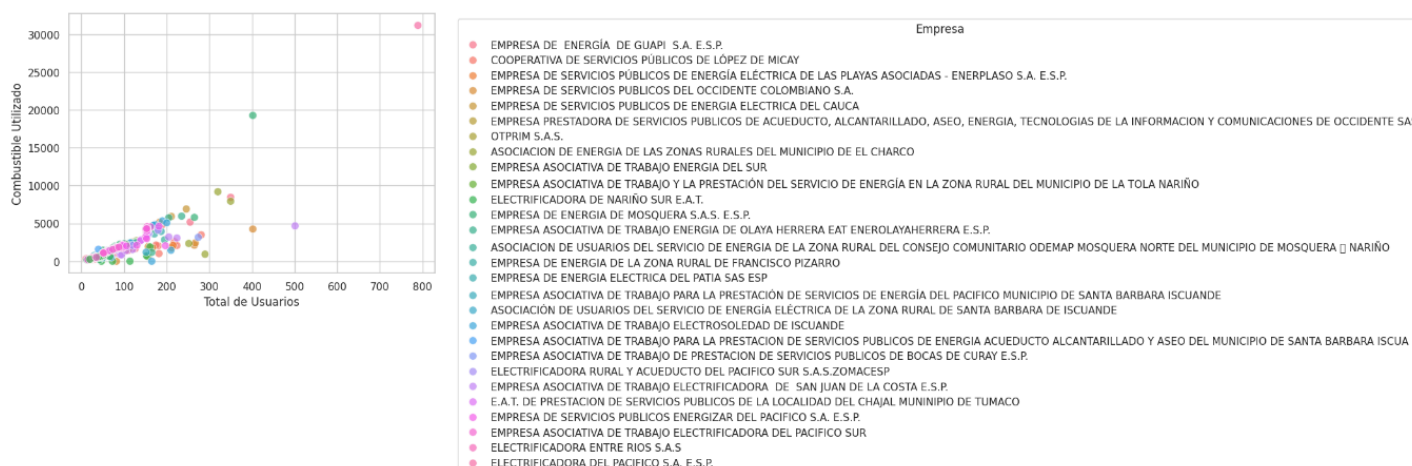 30000
25000
20000
15000
10000
5000
0
Combustible Utilizado
0 100 200 300 400 500 600 700 800
Total de Usuarios
Empresa
EMPRESA DE  ENERGÍA  DE GUAPI  S.A. E.S.P.
COOPERATIVA DE SERVICIOS PÚBLICOS DE LÓPEZ DE MICAY
EMPRESA DE SERVICIOS PÚBLICOS DE ENERGÍA ELÉCTRICA DE LAS PLAYAS ASOCIADAS - ENERPLASO S.A. E.S.P.
EMPRESA DE SERVICIOS PUBLICOS DEL OCCIDENTE COLOMBIANO S.A.
EMPRESA DE SERVICIOS PUBLICOS DE ENERGIA ELECTRICA DEL CAUCA
EMPRESA PRESTADORA DE SERVICIOS PUBLICOS DE ACUEDUCTO, ALCANTARILLADO, ASEO, ENERGIA, TECNOLOGIAS DE LA INFORMACION Y COMUNICACIONES DE OCCIDENTE SA
OTPRIM S.A.S.
ASOCIACION DE ENERGIA DE LAS ZONAS RURALES DEL MUNICIPIO DE EL CHARCO
EMPRESA ASOCIATIVA DE TRABAJO ENERGIA DEL SUR
EMPRESA ASOCIATIVA DE TRABAJO Y LA PRESTACIÓN DEL SERVICIO DE ENERGÍA EN LA ZONA RURAL DEL MUNICIPIO DE LA TOLA NARIÑO
ELECTRIFICADORA DE NARIÑO SUR E.A.T.
EMPRESA DE ENERGIA DE MOSQUERA S.A.S. E.S.P.
EMPRESA ASOCIATIVA DE TRABAJO ENERGIA DE OLAYA HERRERA EAT ENEROLAYAHERRERA E.S.P.
ASOCIACION DE USUARIOS DEL SERVICIO DE ENERGIA DE LA ZONA RURAL DEL CONSEJO COMUNITARIO ODEMAP MOSQUERA NORTE DEL MUNICIPIO DE MOSQUERA ▯ NARIÑO
EMPRESA DE ENERGIA DE LA ZONA RURAL DE FRANCISCO PIZARRO
EMPRESA DE ENERGIA ELECTRICA DEL PATIA SAS ESP
EMPRESA ASOCIATIVA DE TRABAJO PARA LA PRESTACIÓN DE SERVICIOS DE ENERGÍA DEL PACIFICO MUNICIPIO DE SANTA BARBARA ISCUANDE
ASOCIACIÓN DE USUARIOS DEL SERVICIO DE ENERGÍA ELÉCTRICA DE LA ZONA RURAL DE SANTA BARBARA DE ISCUANDE
EMPRESA ASOCIATIVA DE TRABAJO ELECTROSOLEDAD DE ISCUANDE
EMPRESA ASOCIATIVA DE TRABAJO PARA LA PRESTACION DE SERVICIOS PUBLICOS DE ENERGIA ACUEDUCTO ALCANTARILLADO Y ASEO DEL MUNICIPIO DE SANTA BARBARA ISCUA
EMPRESA ASOCIATIVA DE TRABAJO DE PRESTACION DE SERVICIOS PUBLICOS DE BOCAS DE CURAY E.S.P.
ELECTRIFICADORA RURAL Y ACUEDUCTO DEL PACIFICO SUR S.A.S.ZOMACESP
EMPRESA ASOCIATIVA DE TRABAJO ELECTRIFICADORA  DE  SAN JUAN DE LA COSTA E.S.P.
E.A.T. DE PRESTACION DE SERVICIOS PUBLICOS DE LA LOCALIDAD DEL CHAJAL MUNINIPIO DE TUMACO
EMPRESA DE SERVICIOS PUBLICOS ENERGIZAR DEL PACIFICO S.A. E.S.P.
EMPRESA ASOCIATIVA DE TRABAJO ELECTRIFICADORA DEL PACIFICO SUR
ELECTRIFICADORA ENTRE RIOS S.A.S
ELECTRIFICADORA DEL PACIFICO S.A. E.S.P.